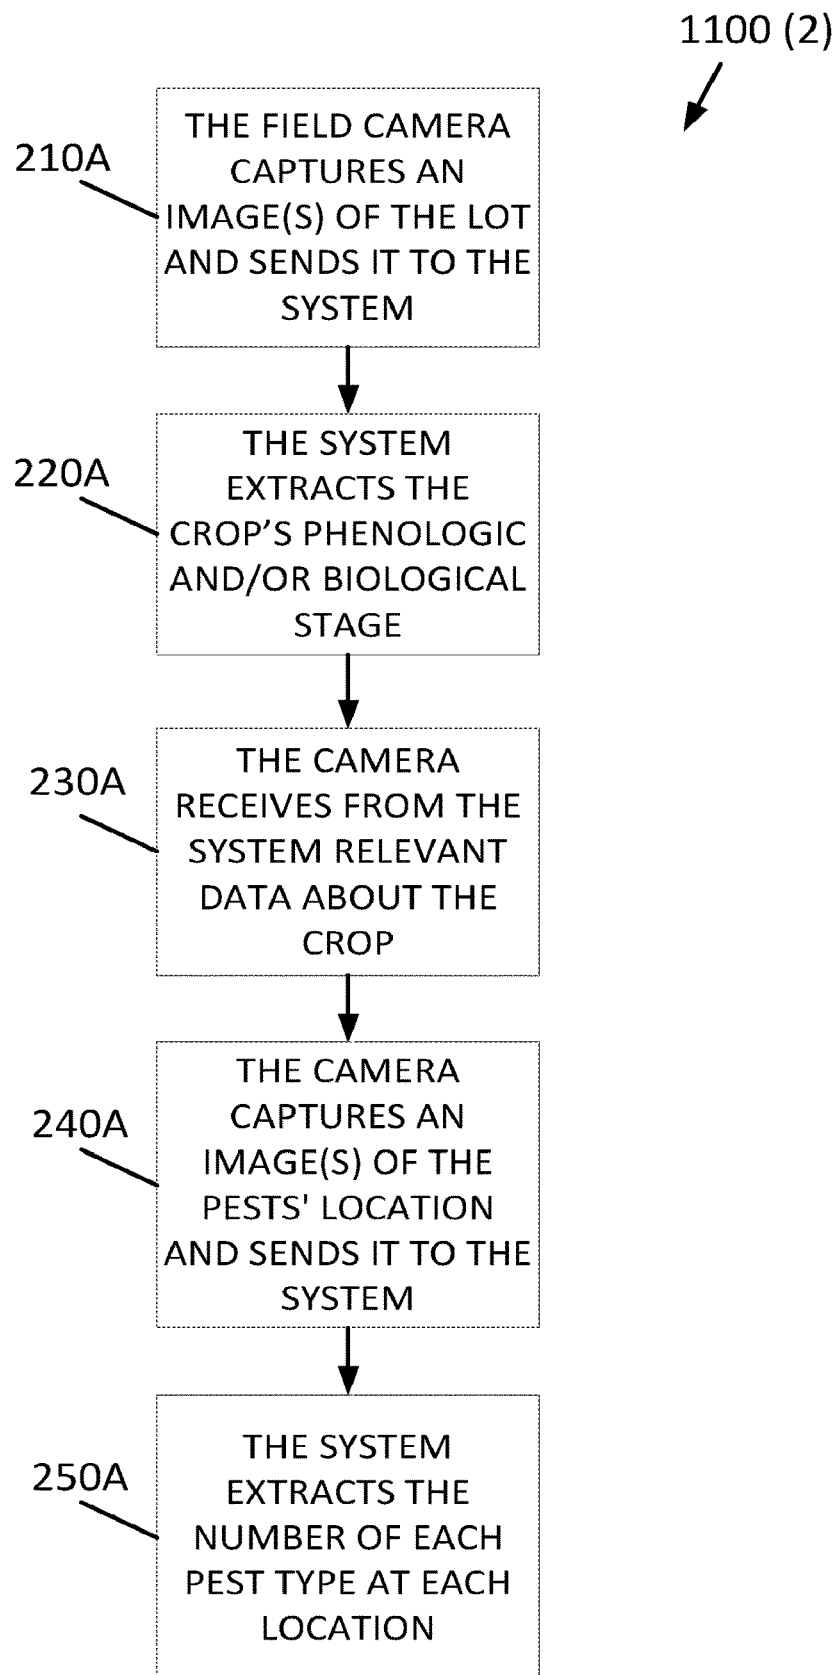 1100 (2)
210A
THE FIELD CAMERA
CAPTURES AN
IMAGE(S) OF THE LOT
AND SENDS IT TO THE
SYSTEM
220A
THE SYSTEM
EXTRACTS THE
CROP’S PHENOLOGIC
AND/OR BIOLOGICAL
STAGE
230A
THE CAMERA
RECEIVES FROM THE
SYSTEM RELEVANT
DATA ABOUT THE
CROP
240A
THE CAMERA
CAPTURES AN
IMAGE(S) OF THE
PESTS' LOCATION
AND SENDS IT TO THE
SYSTEM
250A
THE SYSTEM
EXTRACTS THE
NUMBER OF EACH
PEST TYPE AT EACH
LOCATION